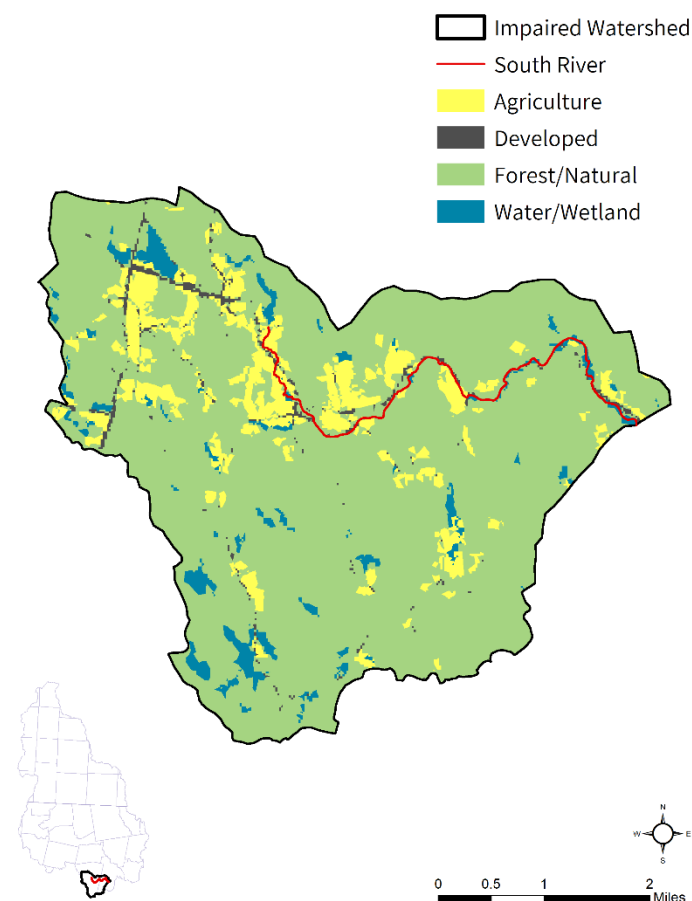 Impaired Watershed
South River
Agriculture
Developed
Forest/Natural
Water/Wetland
N
W E
S
0 0.5 1 2
Miles